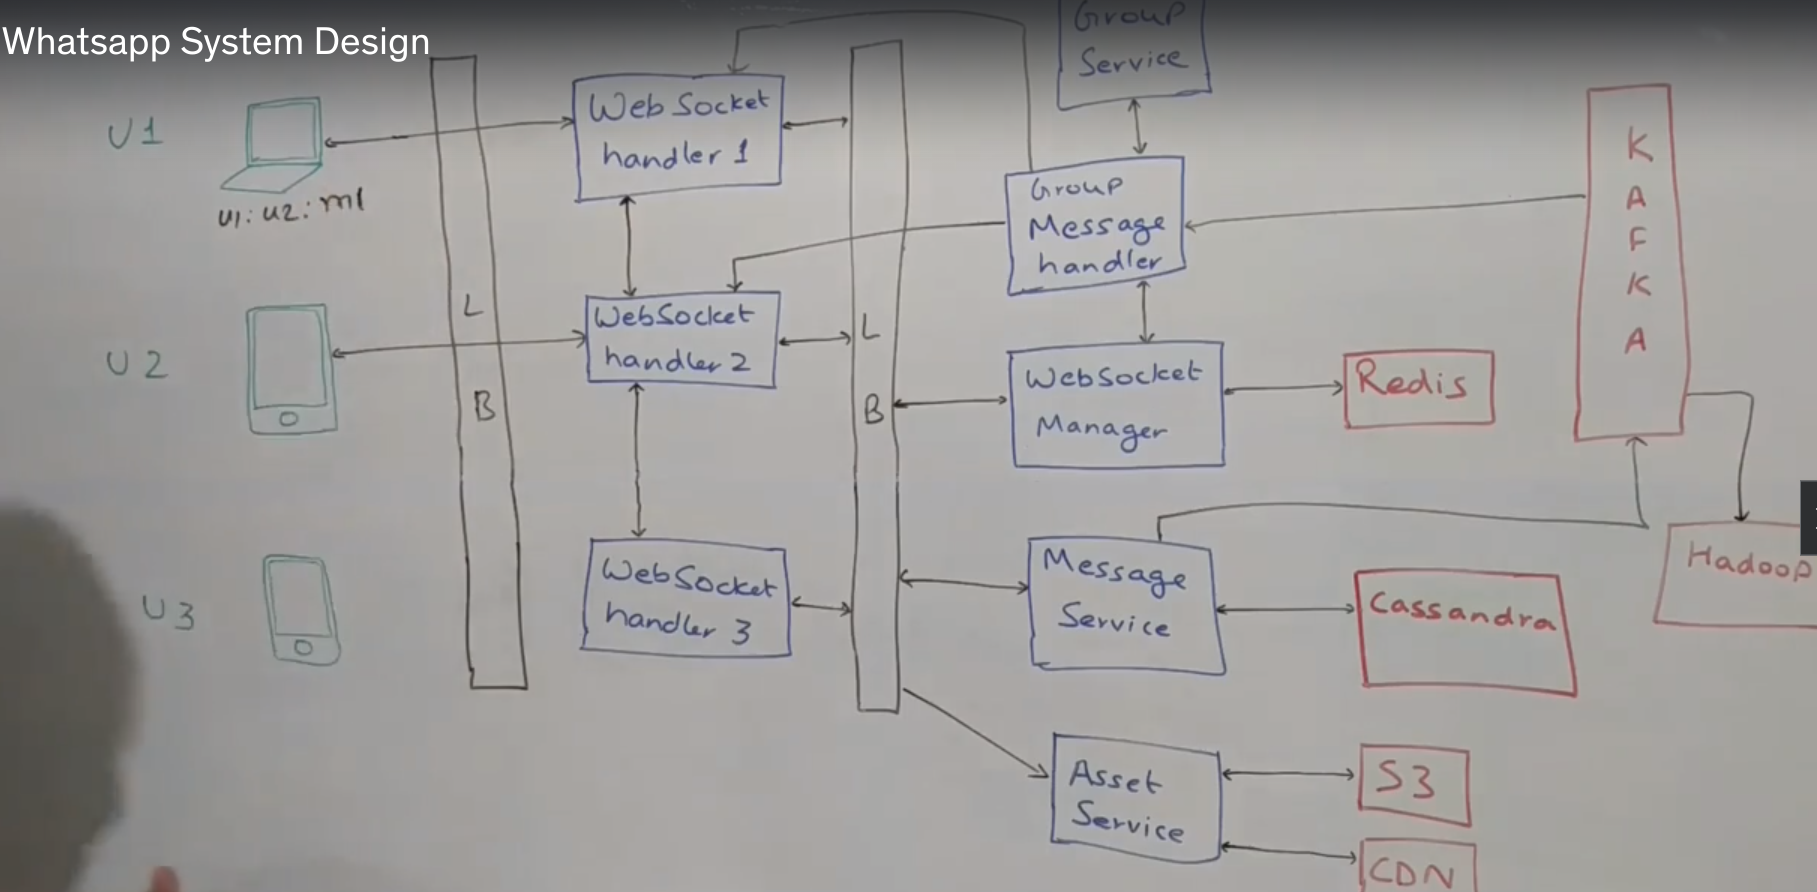 Whatsapp System Design
Group
Service
U1
u1: u2: m1
Web Socket
handler 1
Group
Message
handler
K
A
F
K
A
U2
L
B
WebSocket
handler 2
L
B
WebSocket
Manager
Redis
U3
WebSocket
handler 3
Message
Service
Cassandra
Hadoop
Asset
Service
S3
CDN